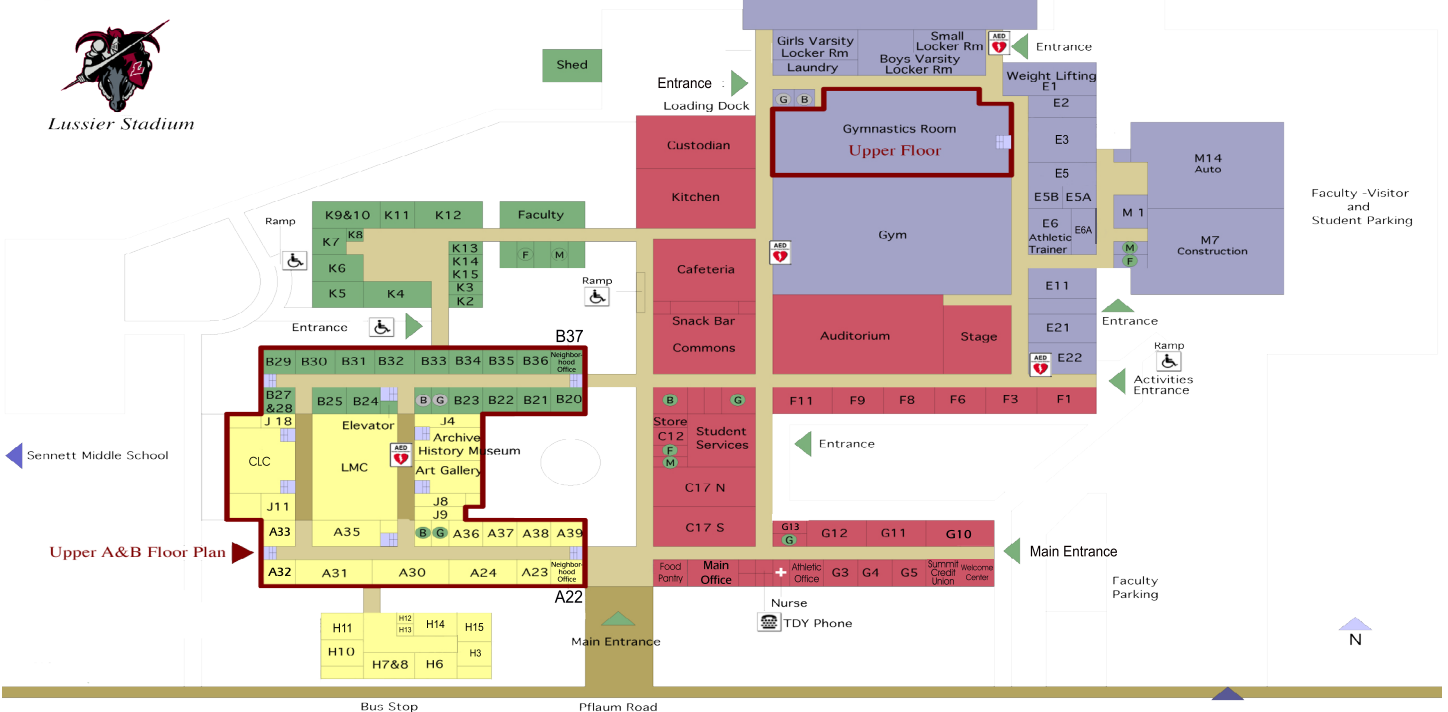 Lussier Stadium
Shed
Girls Varsity
Locker Rm
Laundry
Small
Locker Rm
Boys Varsity
Locker Rm
AED
Entrance
Entrance :
Loading Dock
G B
Gymnastics Room
Upper Floor
Weight Lifting
E1
E2
E3
E5
E5B E5A
E6
Athletic
Trainer
E6A
E11
E21
E22
M14
Auto
M 1
M7
Construction
M
F
Faculty -Visitor
and
Student Parking
Custodian
Kitchen
Gym
AED
Cafeteria
Snack Bar
Commons
Auditorium
Stage
AED
Entrance
Ramp
Activities
Entrance
Ramp
K9&10 K11 K12
K8
K7
K6
K5
K4
K13
K14
K15
K3
K2
Faculty
F M
Ramp
Entrance
B37
B29 B30 B31 B32 B33 B34 B35 B36
Neighbor-
hood
Office
B27
&28
B25 B24 B G B23 B22 B21 B20
J 18
Elevator
J4
Archive
History Museum
AED
CLC
LMC
Art Gallery
J11
J8
J9
A33
A35
B G A36 A37 A38 A39
Sennett Middle School
Upper A&B Floor Plan
A32 A31 A30 A24 A23
Neighbor-
hood
Office
A22
B G
Store
C12
F
M
Student
Services
C17 N
C17 S
F11 F9 F8 F6 F3 F1
Entrance
G13
G
G12 G11 G10
Main Entrance
Food
Pantry
Main
Office
Athletic
Office
G3 G4 G5
Summit
Credit
Union
Welcome
Center
Nurse
TDY Phone
Faculty
Parking
N
H11
H10
H12
H13
H14
H15
H3
H7&8
H6
Main Entrance
Bus Stop
Pflaum Road